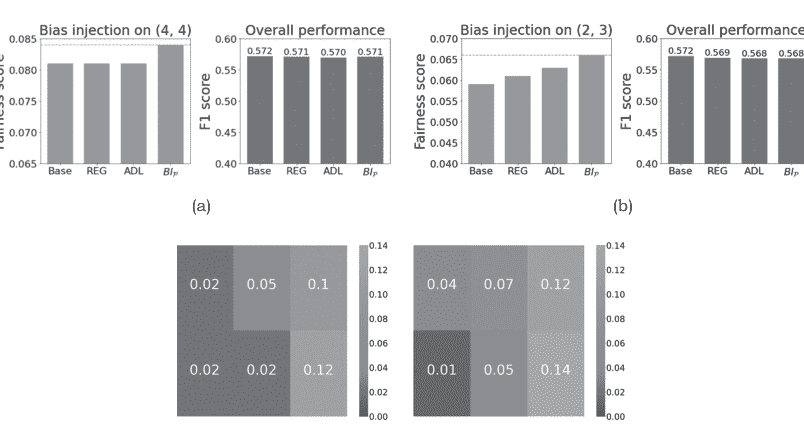 Bias injection on (4, 4)
Fairness score
0.085
0.080
0.075
0.070
0.065
Base REG ADL BIₚ
Overall performance
F1 score
0.60
0.55
0.50
0.45
0.40
0.572 0.571 0.570 0.571
Base REG ADL BIₚ
(a)
Bias injection on (2, 3)
Fairness score
0.070
0.065
0.060
0.055
0.050
0.045
0.040
Base REG ADL BIₚ
Overall performance
F1 score
0.60
0.55
0.50
0.45
0.40
0.572 0.569 0.568 0.568
Base REG ADL BIₚ
(b)
0.02 0.05 0.1
0.02 0.02 0.12
0.14
0.12
0.10
0.08
0.06
0.04
0.02
0.00
0.04 0.07 0.12
0.01 0.05 0.14
0.14
0.12
0.10
0.08
0.06
0.04
0.02
0.00